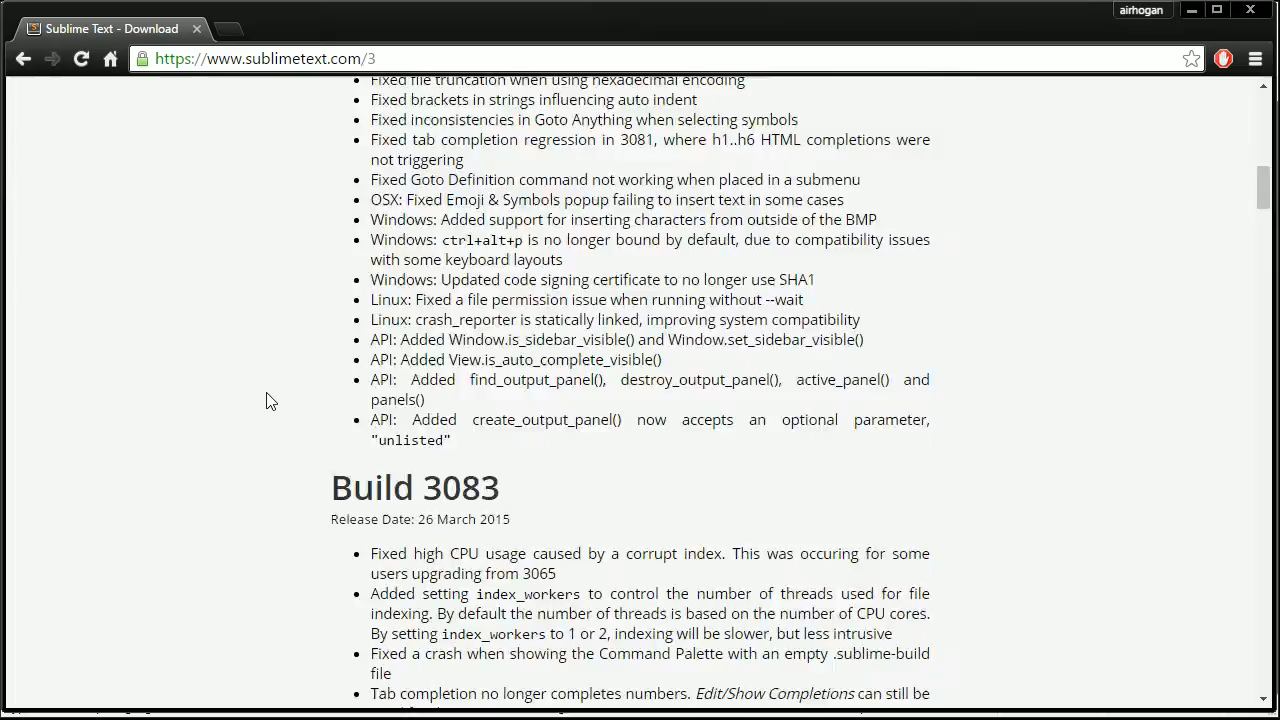 airhogan
Sublime Text - Download
https://www.sublimetext.com/3
Fixed file truncation when using hexadecimal encoding
Fixed brackets in strings influencing auto indent
Fixed inconsistencies in Goto Anything when selecting symbols
Fixed tab completion regression in 3081, where h1..h6 HTML completions were
not triggering
Fixed Goto Definition command not working when placed in a submenu
OSX: Fixed Emoji & Symbols popup failing to insert text in some cases
Windows: Added support for inserting characters from outside of the BMP
Windows: ctrl+alt+p is no longer bound by default, due to compatibility issues
with some keyboard layouts
Windows: Updated code signing certificate to no longer use SHA1
Linux: Fixed a file permission issue when running without --wait
Linux: crash_reporter is statically linked, improving system compatibility
API: Added Window.is_sidebar_visible() and Window.set_sidebar_visible()
API: Added View.is_auto_complete_visible()
API: Added find_output_panel(), destroy_output_panel(), active_panel() and
panels()
API: Added create_output_panel() now accepts an optional parameter,
"unlisted"
Build 3083
Release Date: 26 March 2015
Fixed high CPU usage caused by a corrupt index. This was occuring for some
users upgrading from 3065
Added setting index_workers to control the number of threads used for file
indexing. By default the number of threads is based on the number of CPU cores.
By setting index_workers to 1 or 2, indexing will be slower, but less intrusive
Fixed a crash when showing the Command Palette with an empty .sublime-build
file
Tab completion no longer completes numbers. Edit/Show Completions can still be